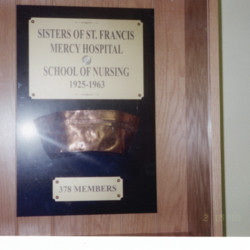 SISTERS OF ST. FRANCIS
MERCY HOSPITAL
SCHOOL OF NURSING
1925-1963
378 MEMBERS